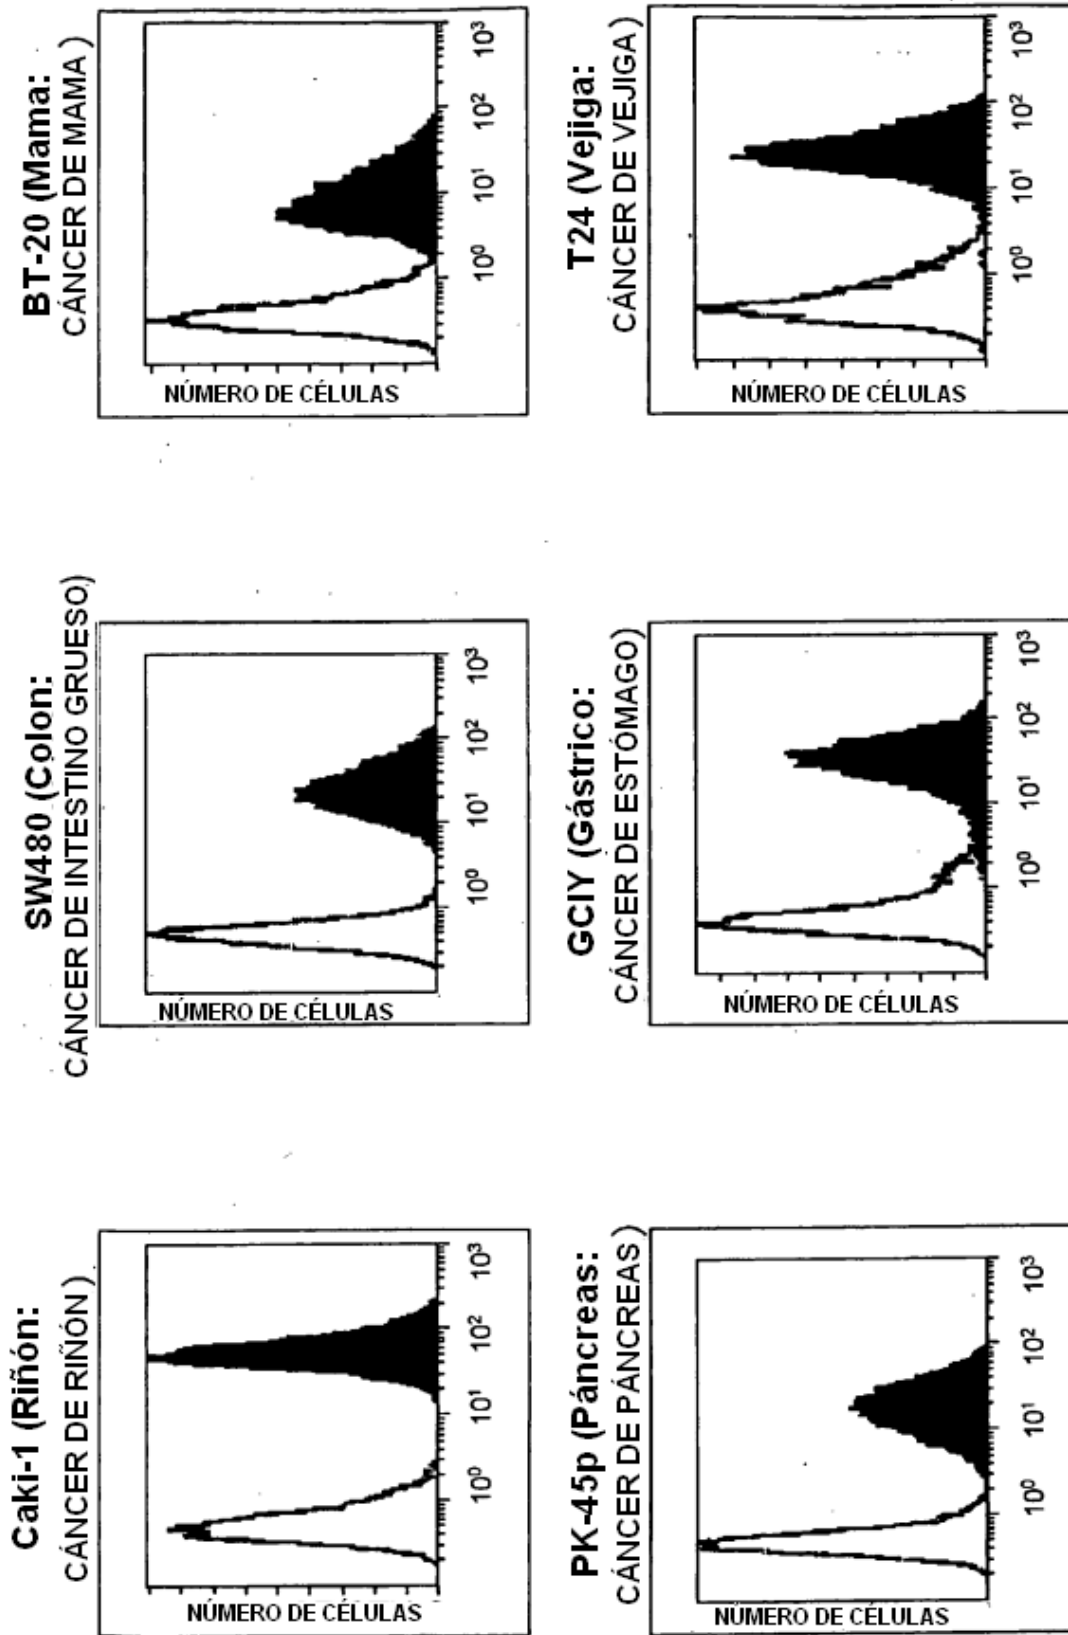 Caki-1 (Riñón:
CÁNCER DE RIÑÓN )
NÚMERO DE CÉLULAS
10⁰ 10¹ 10² 10³
SW480 (Colon:
CÁNCER DE INTESTINO GRUESO)
NÚMERO DE CÉLULAS
10⁰ 10¹ 10² 10³
BT-20 (Mama:
CÁNCER DE MAMA )
NÚMERO DE CÉLULAS
10⁰ 10¹ 10² 10³
PK-45p (Páncreas:
CÁNCER DE PÁNCREAS)
NÚMERO DE CÉLULAS
10⁰ 10¹ 10² 10³
GCIY (Gástrico:
CÁNCER DE ESTÓMAGO)
NÚMERO DE CÉLULAS
10⁰ 10¹ 10² 10³
T24 (Vejiga:
CÁNCER DE VEJIGA)
NÚMERO DE CÉLULAS
10⁰ 10¹ 10² 10³